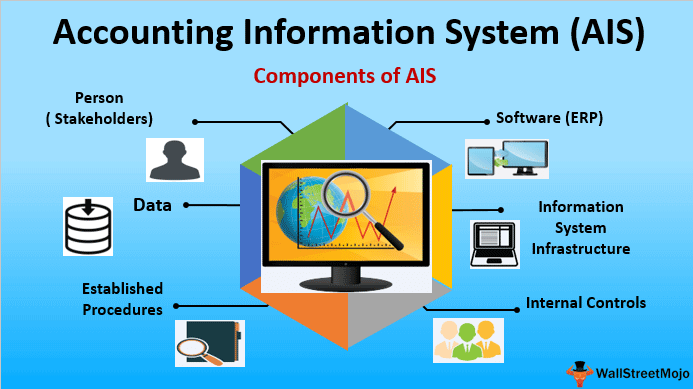 Accounting Information System (AIS)
Components of AIS
Person
( Stakeholders)
Software (ERP)
Data
Information
System
Infrastructure
Established
Procedures
Internal Controls
WallStreetMojo